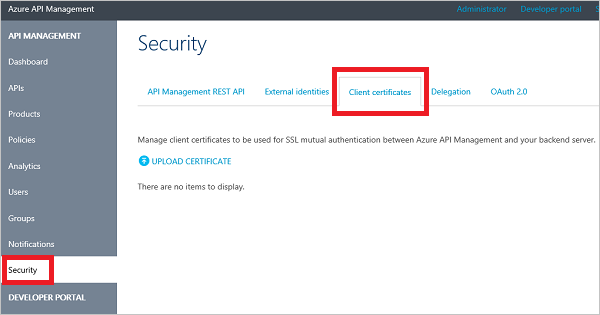 Azure API Management
Administrator
Developer portal
API MANAGEMENT
Dashboard
APIs
Products
Policies
Analytics
Users
Groups
Notifications
Security
DEVELOPER PORTAL
Security
API Management REST API
External identities
Client certificates
Delegation
OAuth 2.0
Manage client certificates to be used for SSL mutual authentication between Azure API Management and your backend server.
UPLOAD CERTIFICATE
There are no items to display.